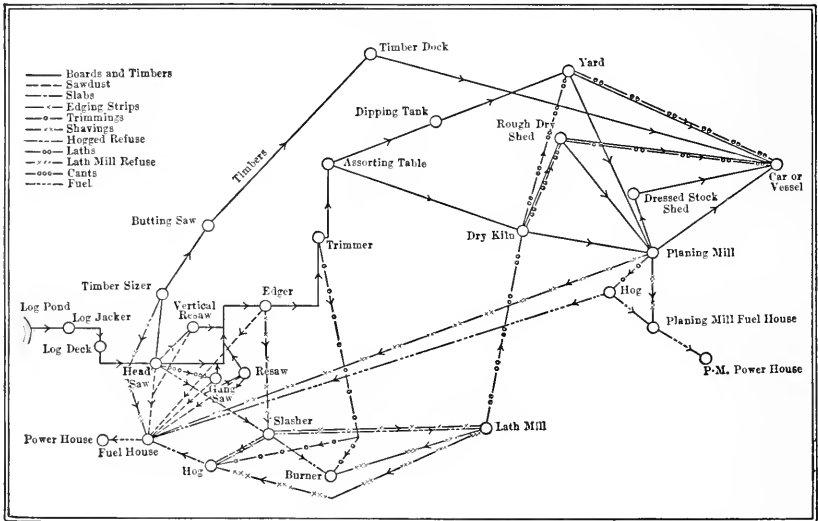 Timber Dock
Yard
Boards and Timbers
Sawdust
Slabs
Edging Strips
Trimmings
Shavings
Hogged Refuse
Laths
Lath Mill Refuse
Cants
Fuel
Dipping Tank
Rough Dry
Shed
Timbers
Assorting Table
Car or
Vessel
Dressed Stock
Shed
Butting Saw
Dry Kiln
Trimmer
Planing Mill
Timber Sizer
Edger
Hog
Vertical
Resaw
Log Pond
Log Jacker
Planing Mill Fuel House
Log Deck
Head
Saw
Gang
Saw
Resaw
P.M. Power House
Slasher
Lath Mill
Power House
Fuel House
Hog
Burner